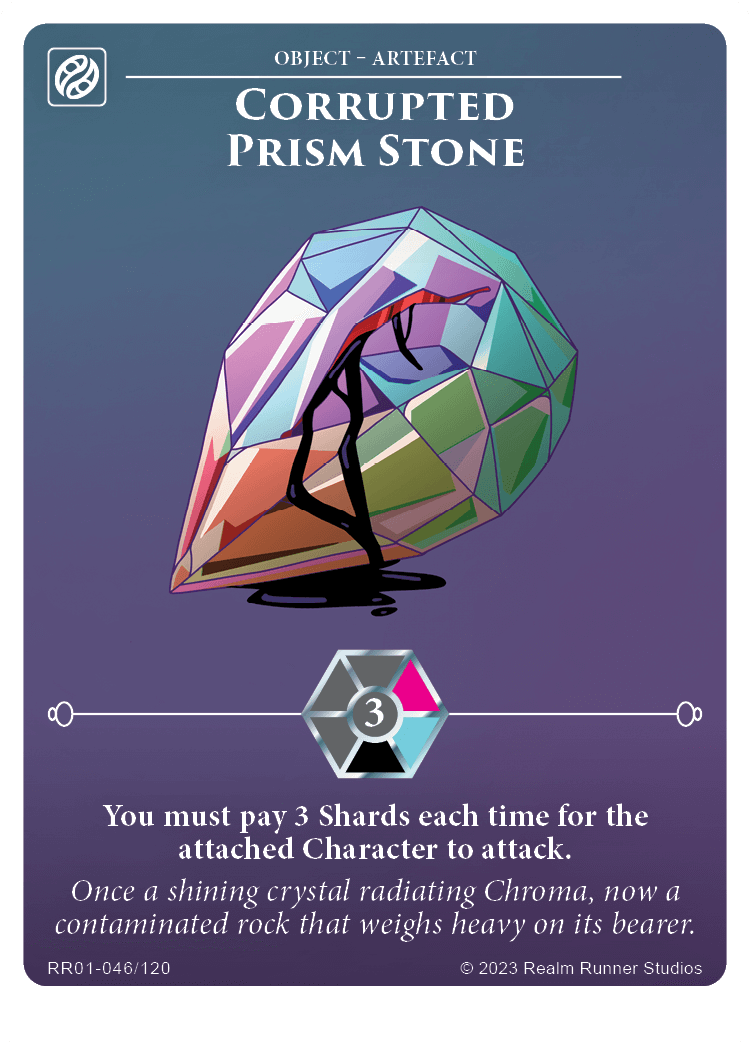 OBJECT – ARTEFACT
Corrupted
Prism Stone
3
You must pay 3 Shards each time for the
attached Character to attack.
Once a shining crystal radiating Chroma, now a
contaminated rock that weighs heavy on its bearer.
RR01-046/120
© 2023 Realm Runner Studios